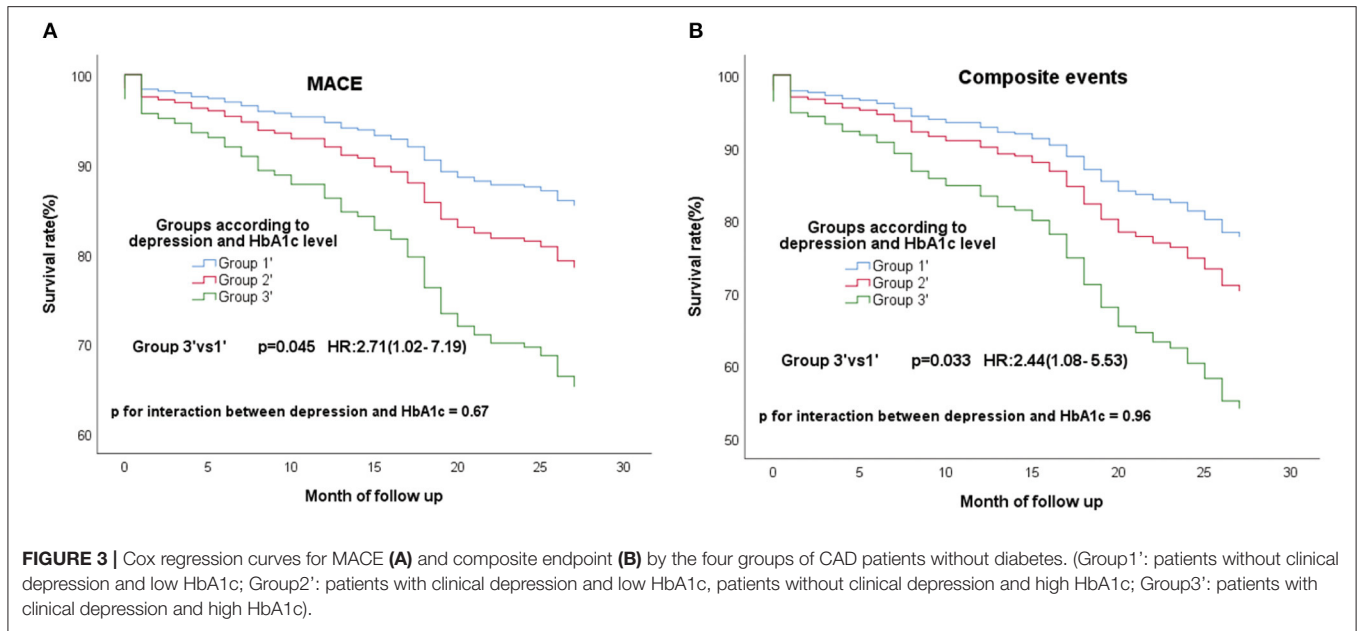 A
MACE
100
90
80
70
60
Survival rate(%)
Groups according to
depression and HbA1c level
Group 1'
Group 2'
Group 3'
Group 3'vs1' p=0.045 HR:2.71(1.02- 7.19)
p for interaction between depression and HbA1c = 0.67
0 5 10 15 20 25 30
Month of follow up
B
Composite events
100
90
80
70
60
50
Survival rate(%)
Groups according to
depression and HbA1c level
Group 1'
Group 2'
Group 3'
Group 3'vs1' p=0.033 HR:2.44(1.08- 5.53)
p for interaction between depression and HbA1c = 0.96
0 5 10 15 20 25 30
Month of follow up
FIGURE 3 | Cox regression curves for MACE (A) and composite endpoint (B) by the four groups of CAD patients without diabetes. (Group1': patients without clinical
depression and low HbA1c; Group2': patients with clinical depression and low HbA1c, patients without clinical depression and high HbA1c; Group3': patients with
clinical depression and high HbA1c).